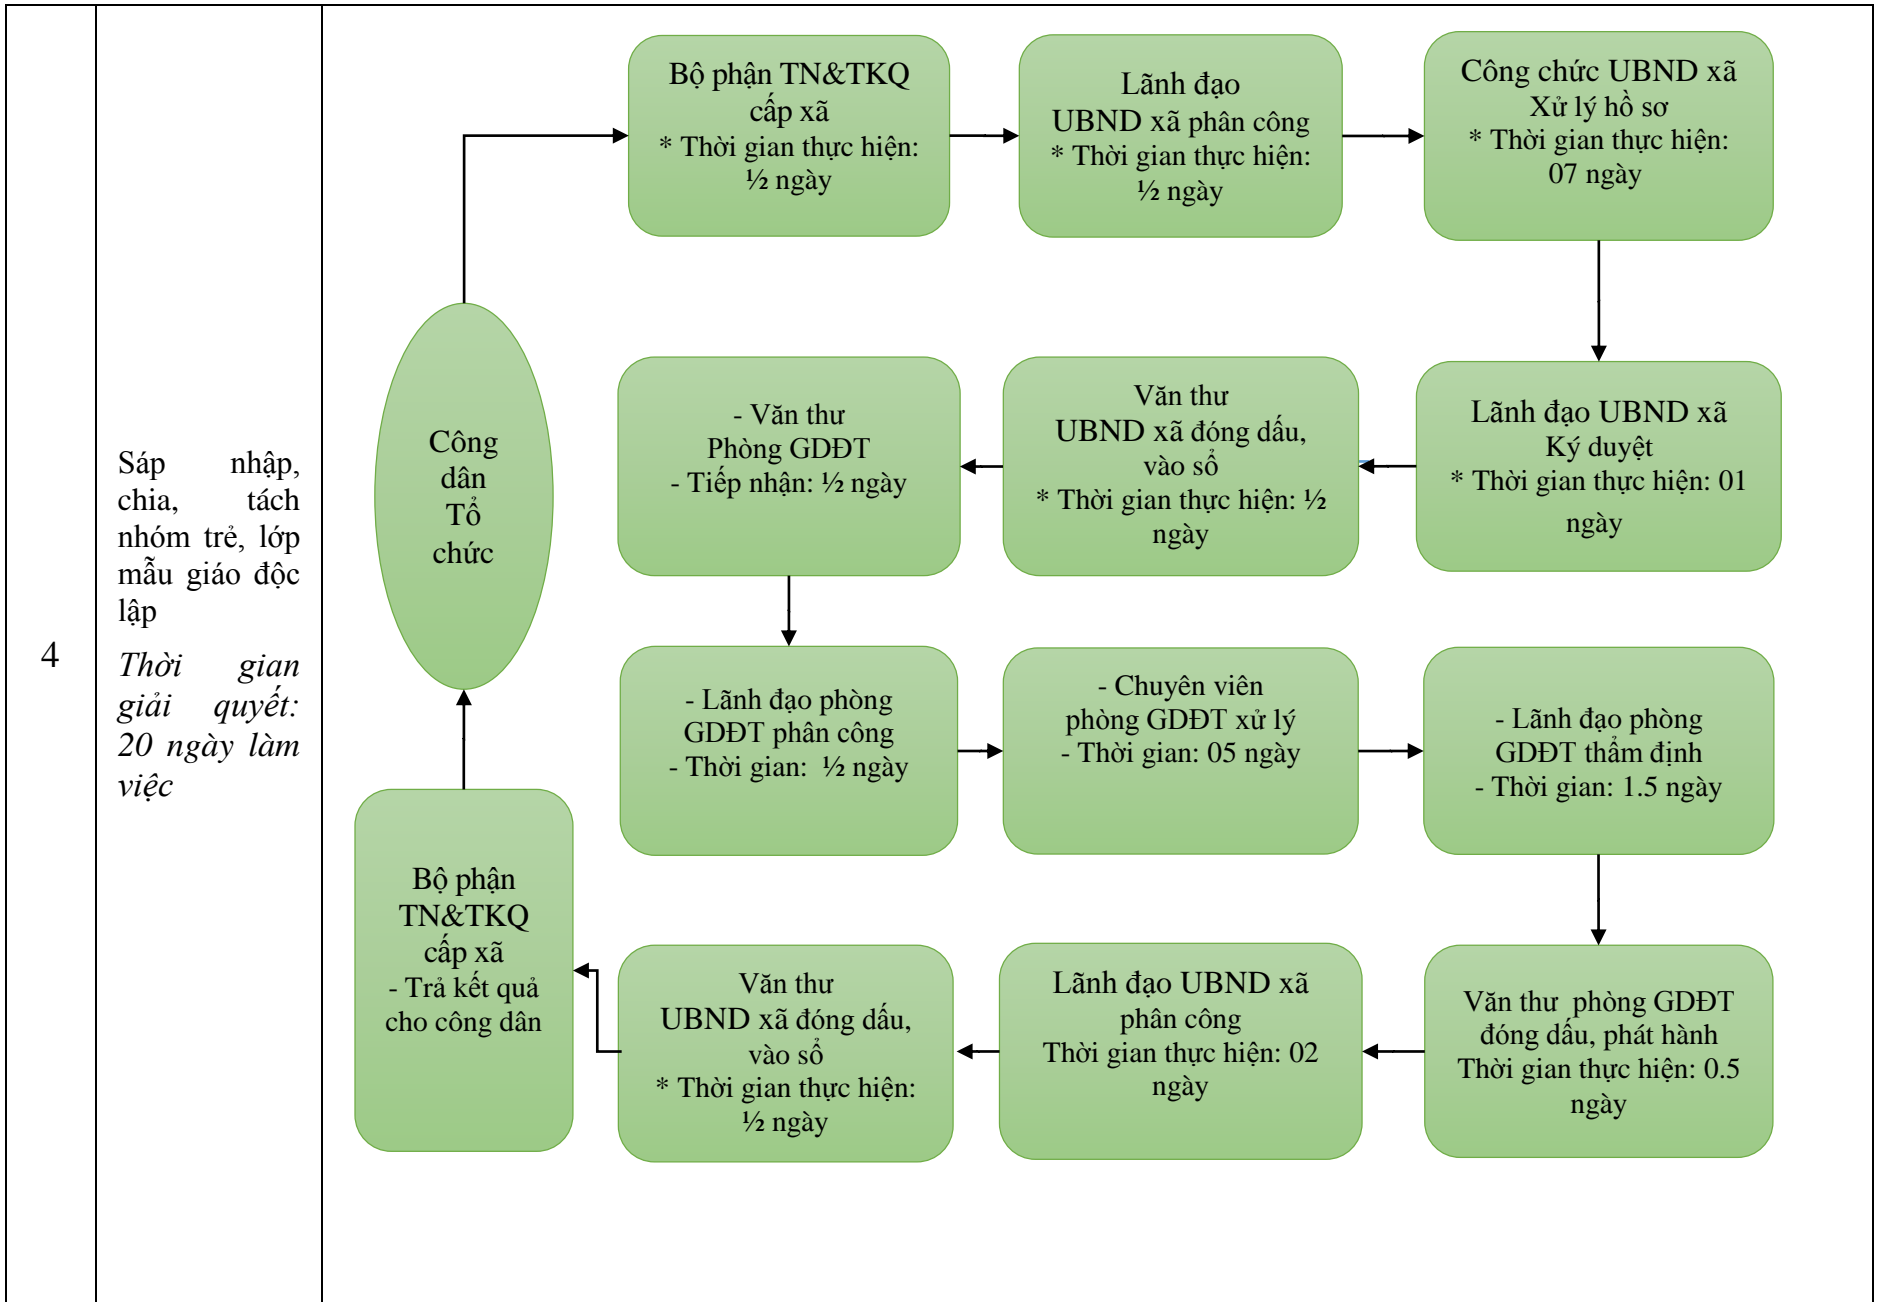 4
Sáp nhập,
chia, tách
nhóm trẻ, lớp
mẫu giáo độc
lập
Thời gian
giải quyết:
20 ngày làm
việc
Công
dân
Tổ
chức
Bộ phận TN&TKQ
cấp xã
* Thời gian thực hiện:
½ ngày
Lãnh đạo
UBND xã phân công
* Thời gian thực hiện:
½ ngày
Công chức UBND xã
Xử lý hồ sơ
* Thời gian thực hiện:
07 ngày
Lãnh đạo UBND xã
Ký duyệt
* Thời gian thực hiện: 01
ngày
Văn thư
UBND xã đóng dấu,
vào sổ
* Thời gian thực hiện: ½
ngày
- Văn thư
Phòng GDĐT
- Tiếp nhận: ½ ngày
- Lãnh đạo phòng
GDĐT phân công
- Thời gian: ½ ngày
- Chuyên viên
phòng GDĐT xử lý
- Thời gian: 05 ngày
- Lãnh đạo phòng
GDĐT thẩm định
- Thời gian: 1.5 ngày
Văn thư phòng GDĐT
đóng dấu, phát hành
Thời gian thực hiện: 0.5
ngày
Lãnh đạo UBND xã
phân công
Thời gian thực hiện: 02
ngày
Văn thư
UBND xã đóng dấu,
vào sổ
* Thời gian thực hiện:
½ ngày
Bộ phận
TN&TKQ
cấp xã
- Trả kết quả
cho công dân